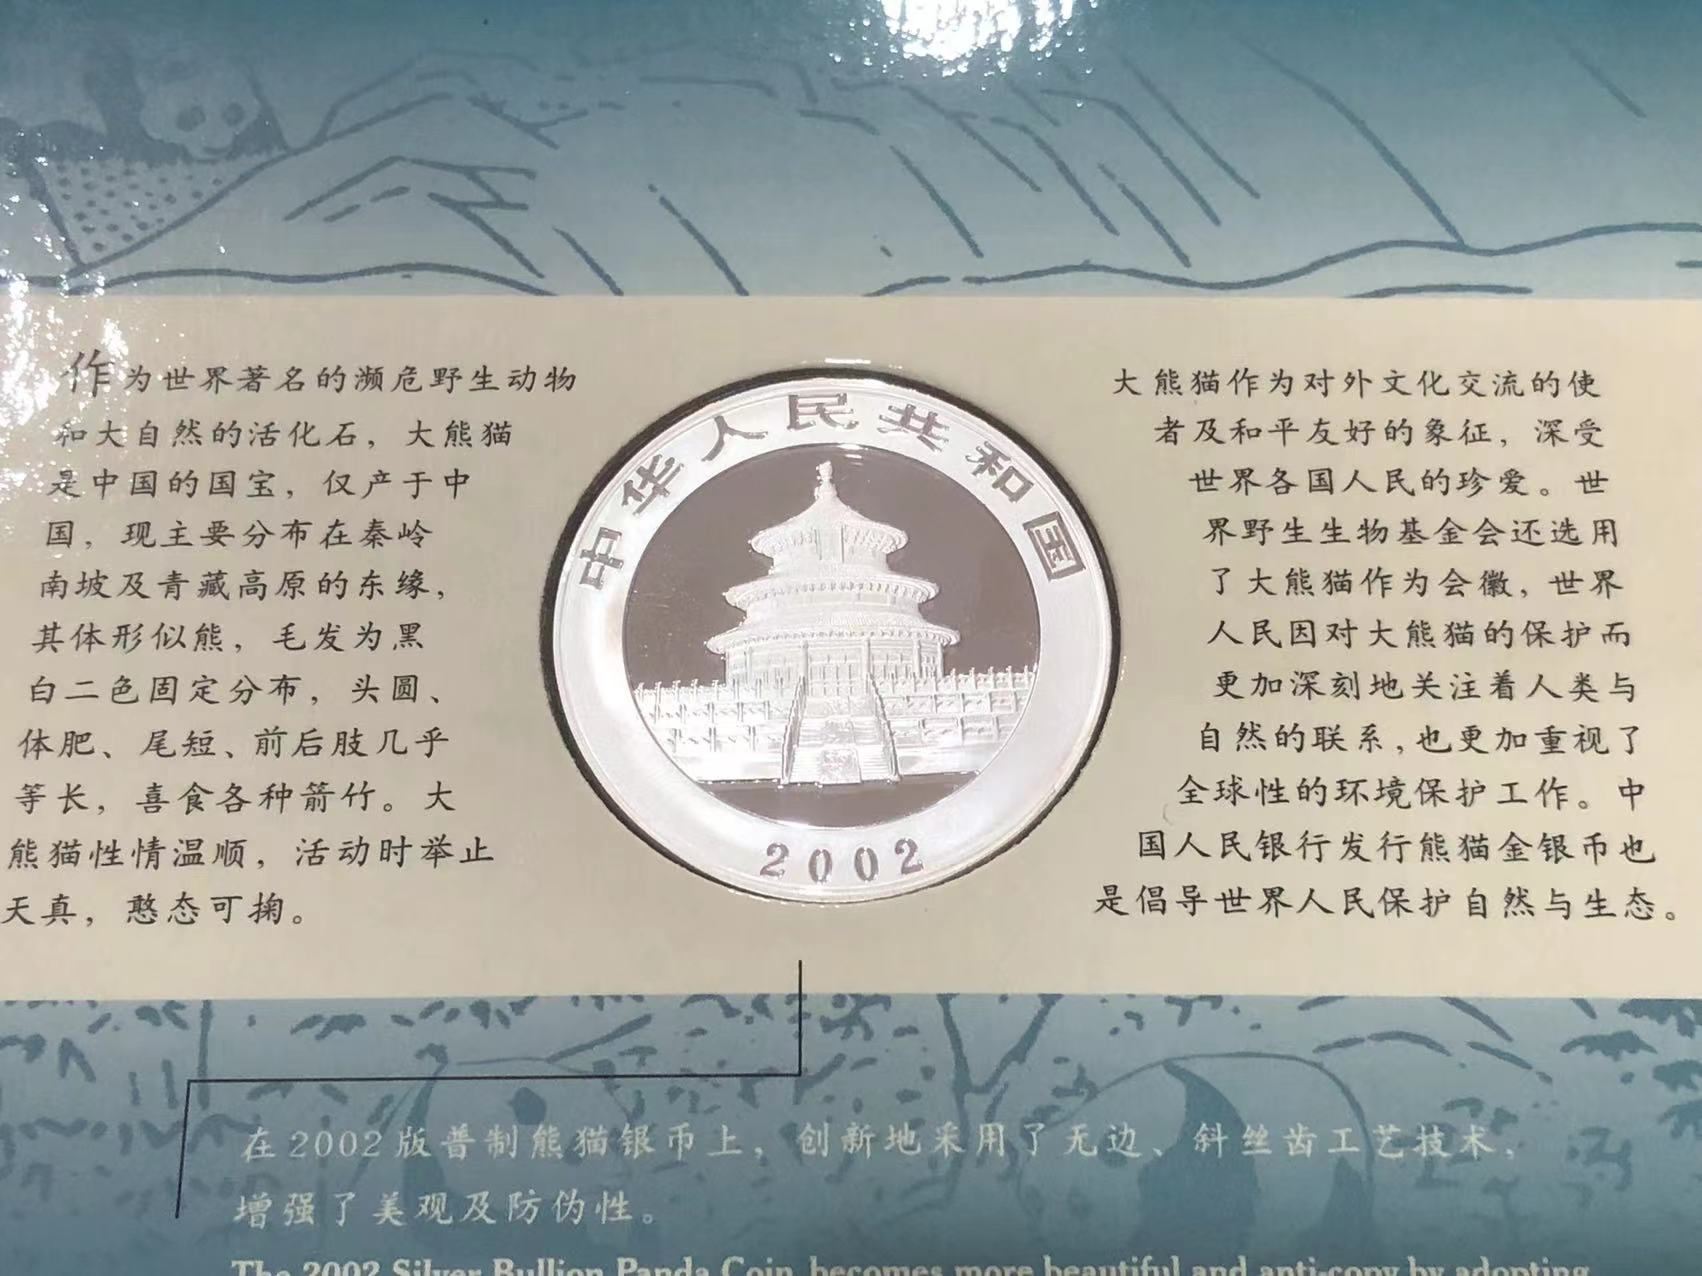 作为世界著名的濒危野生动物
和大自然的活化石，大熊猫
是中国的国宝，仅产于中
国，现主要分布在秦岭
南坡及青藏高原的东缘，
其体形似熊，毛发为黑
白二色固定分布，头圆、
体肥、尾短、前后肢几乎
等长，喜食各种箭竹。大
熊猫性情温顺，活动时举止
天真，憨态可掬。
中华人民共和国
2002
大熊猫作为对外文化交流的使
者及和平友好的象征，深受
世界各国人民的珍爱。世
界野生生物基金会还选用
了大熊猫作为会徽，世界
人民因对大熊猫的保护而
更加深刻地关注着人类与
自然的联系，也更加重视了
全球性的环境保护工作。中
国人民银行发行熊猫金银币也
是倡导世界人民保护自然与生态。
在2002版普制熊猫银币上，创新地采用了无边、斜丝齿工艺技术，
增强了美观及防伪性。
The 2002 Silver Bullion Panda Coin becomes more beautiful and anti-copy by adopting